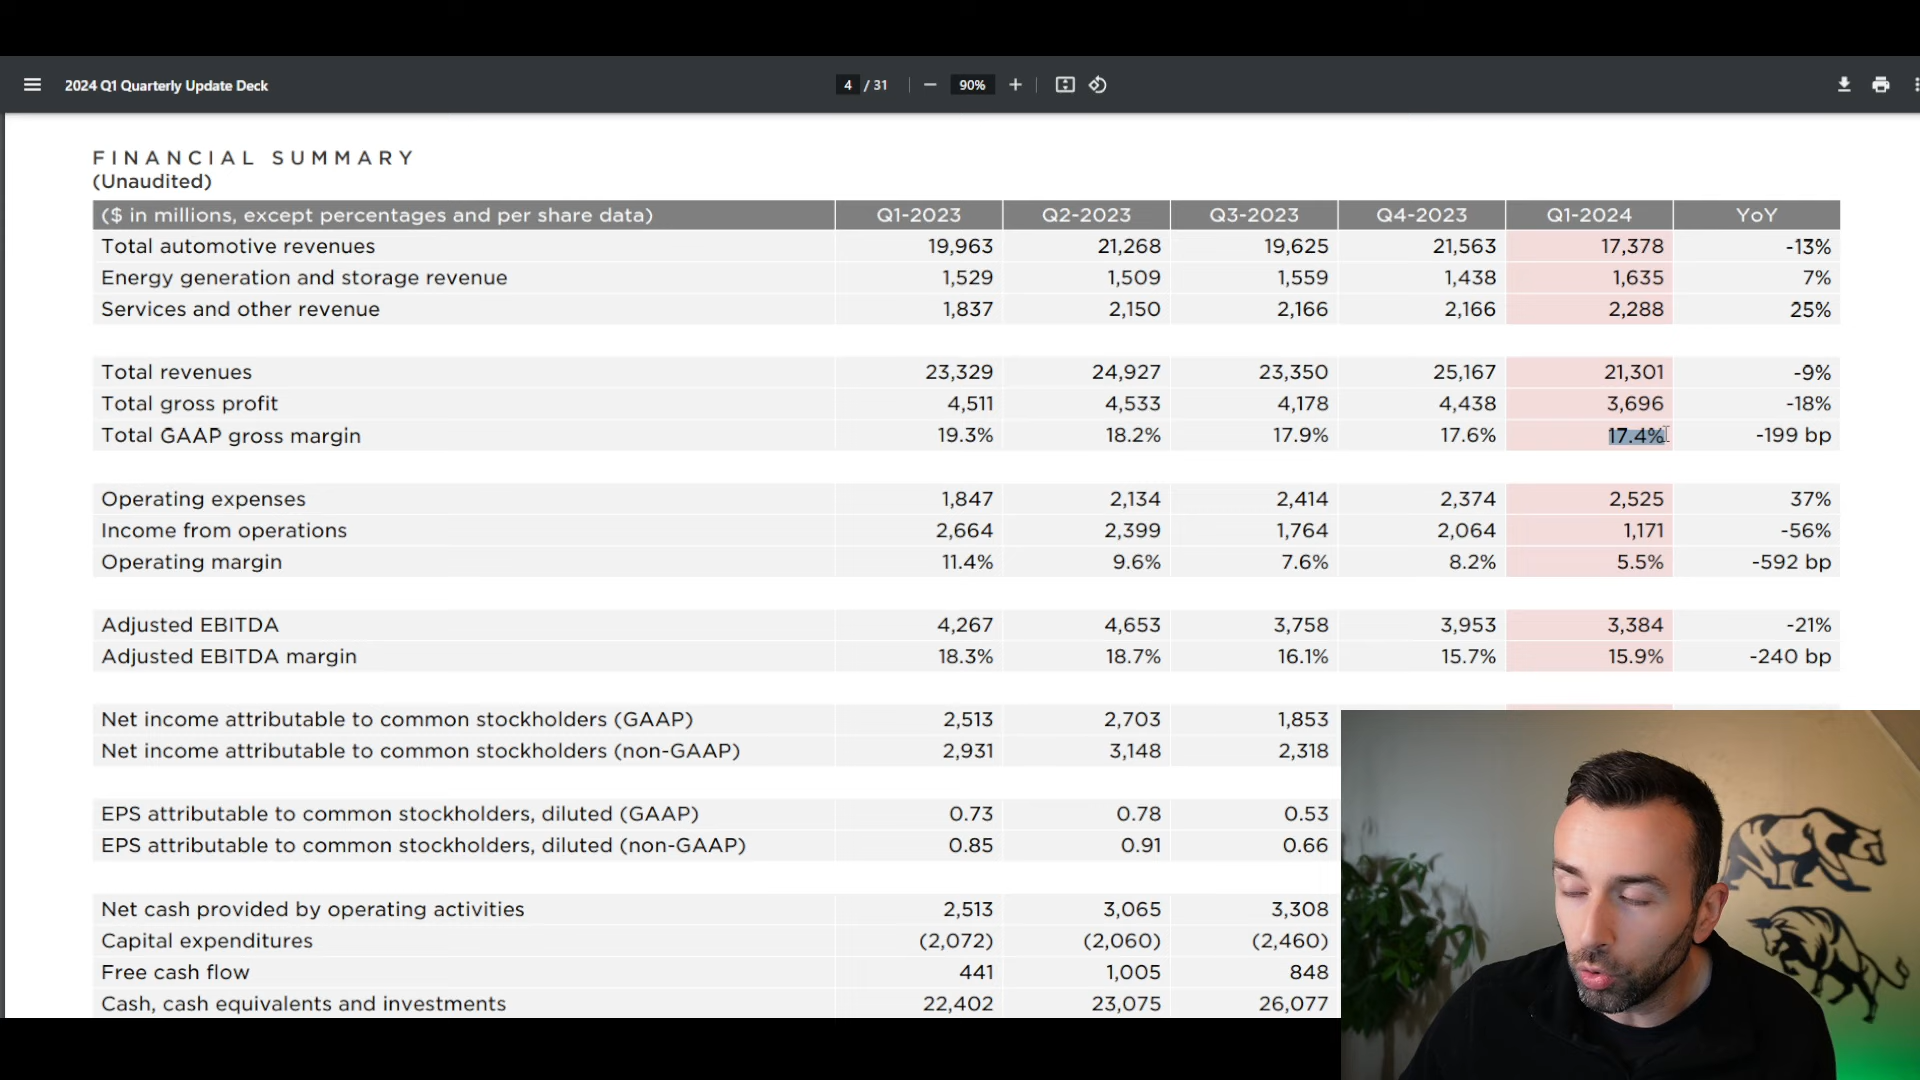 2024 Q1 Quarterly Update Deck 4 / 31 90%
FINANCIAL SUMMARY
(Unaudited)
($ in millions, except percentages and per share data) Q1-2023 Q2-2023 Q3-2023 Q4-2023 Q1-2024 YoY
Total automotive revenues 19,963 21,268 19,625 21,563 17,378 -13%
Energy generation and storage revenue 1,529 1,509 1,559 1,438 1,635 7%
Services and other revenue 1,837 2,150 2,166 2,166 2,288 25%
Total revenues 23,329 24,927 23,350 25,167 21,301 -9%
Total gross profit 4,511 4,533 4,178 4,438 3,696 -18%
Total GAAP gross margin 19.3% 18.2% 17.9% 17.6% 17.4% -199 bp
Operating expenses 1,847 2,134 2,414 2,374 2,525 37%
Income from operations 2,664 2,399 1,764 2,064 1,171 -56%
Operating margin 11.4% 9.6% 7.6% 8.2% 5.5% -592 bp
Adjusted EBITDA 4,267 4,653 3,758 3,953 3,384 -21%
Adjusted EBITDA margin 18.3% 18.7% 16.1% 15.7% 15.9% -240 bp
Net income attributable to common stockholders (GAAP) 2,513 2,703 1,853
Net income attributable to common stockholders (non-GAAP) 2,931 3,148 2,318
EPS attributable to common stockholders, diluted (GAAP) 0.73 0.78 0.53
EPS attributable to common stockholders, diluted (non-GAAP) 0.85 0.91 0.66
Net cash provided by operating activities 2,513 3,065 3,308
Capital expenditures (2,072) (2,060) (2,460)
Free cash flow 441 1,005 848
Cash, cash equivalents and investments 22,402 23,075 26,077